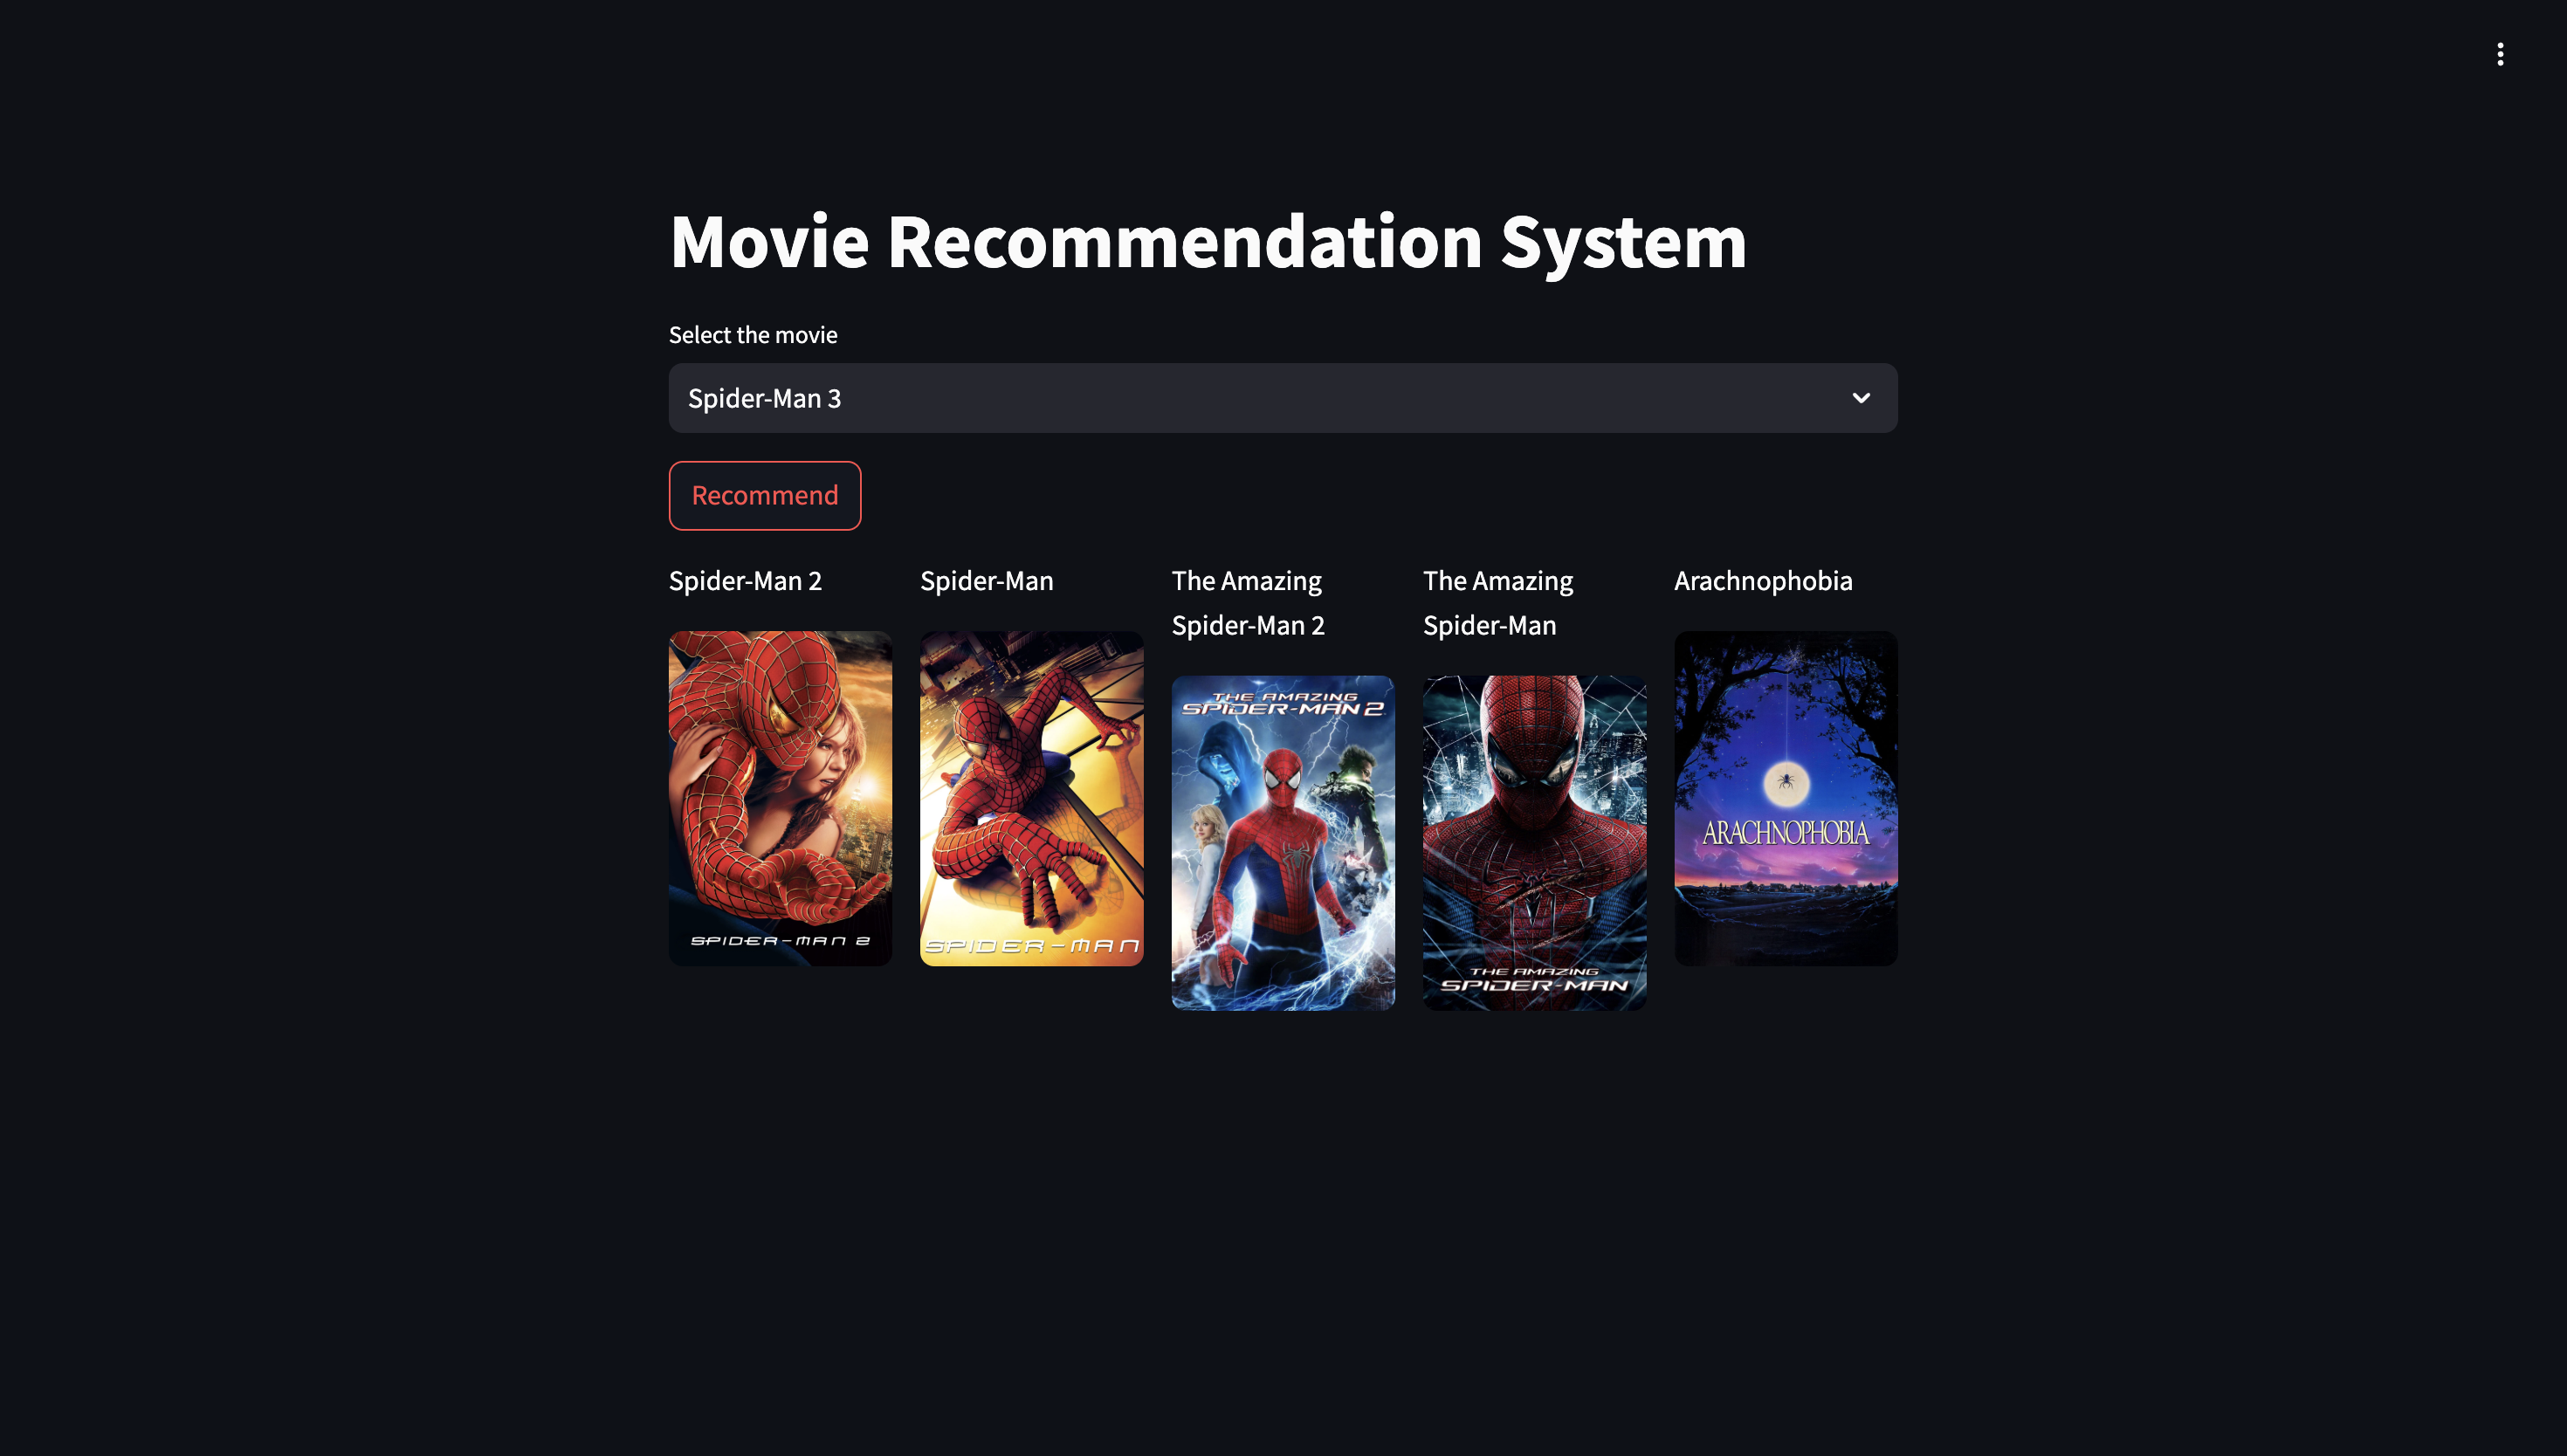 Movie Recommendation System
Select the movie
Spider-Man 3
Recommend
Spider-Man 2
Spider-Man
The Amazing
Spider-Man 2
The Amazing
Spider-Man
Arachnophobia
SPIDER-MAN 2
SPIDER-MAN
THE AMAZING
SPIDER-MAN 2
THE AMAZING
SPIDER-MAN
ARACHNOPHOBIA